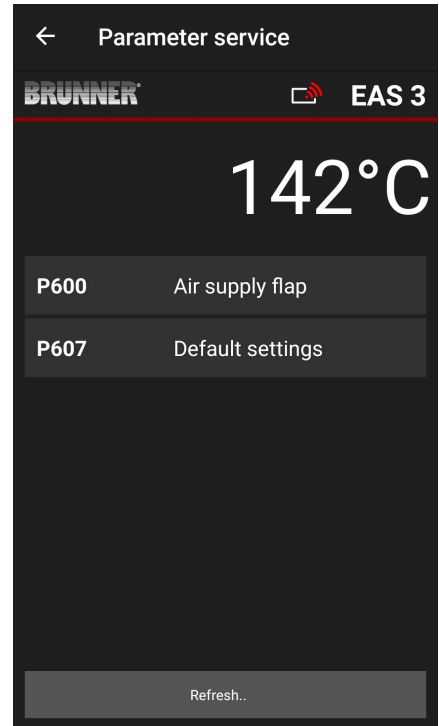 Parameter service
BRUNNER® EAS 3
142°C
P600 Air supply flap
P607 Default settings
Refresh..